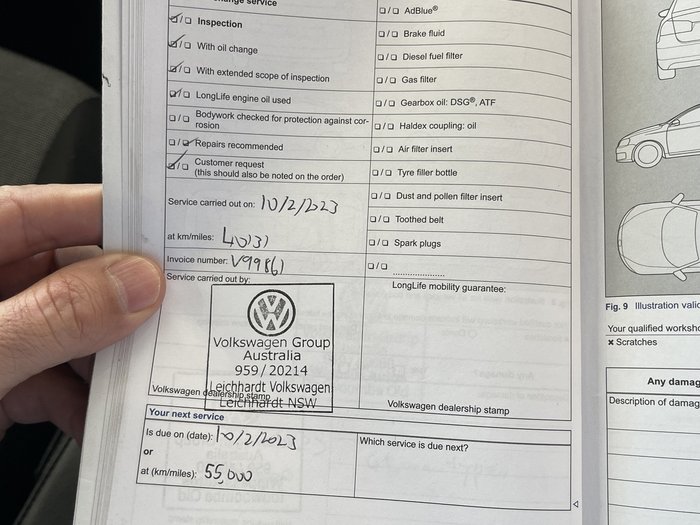 service
☑/☐ Inspection
☑/☐ With oil change
☑/☐ With extended scope of inspection
☑/☐ LongLife engine oil used
☐/☐ Bodywork checked for protection against cor-
rosion
☐/☑ Repairs recommended
☑/☐ Customer request
(this should also be noted on the order)
Service carried out on: 10/2/2023
at km/miles: 40131
Invoice number: V99861
Service carried out by:
VW
Volkswagen Group
Australia
959/20214
Leichhardt Volkswagen
Volkswagen dealership stamp
Leichhardt NSW
☐/☐ AdBlue®
☐/☐ Brake fluid
☐/☐ Diesel fuel filter
☐/☐ Gas filter
☐/☐ Gearbox oil: DSG®, ATF
☐/☐ Haldex coupling: oil
☐/☐ Air filter insert
☐/☐ Tyre filler bottle
☐/☐ Dust and pollen filter insert
☐/☐ Toothed belt
☐/☐ Spark plugs
☐/☐ ................
LongLife mobility guarantee:
Volkswagen dealership stamp
Your next service
Is due on (date): 10/2/2023
or
at (km/miles): 55,000
Which service is due next?
Fig. 9 Illustration
Your qualified
× Scratches
Any
Description of